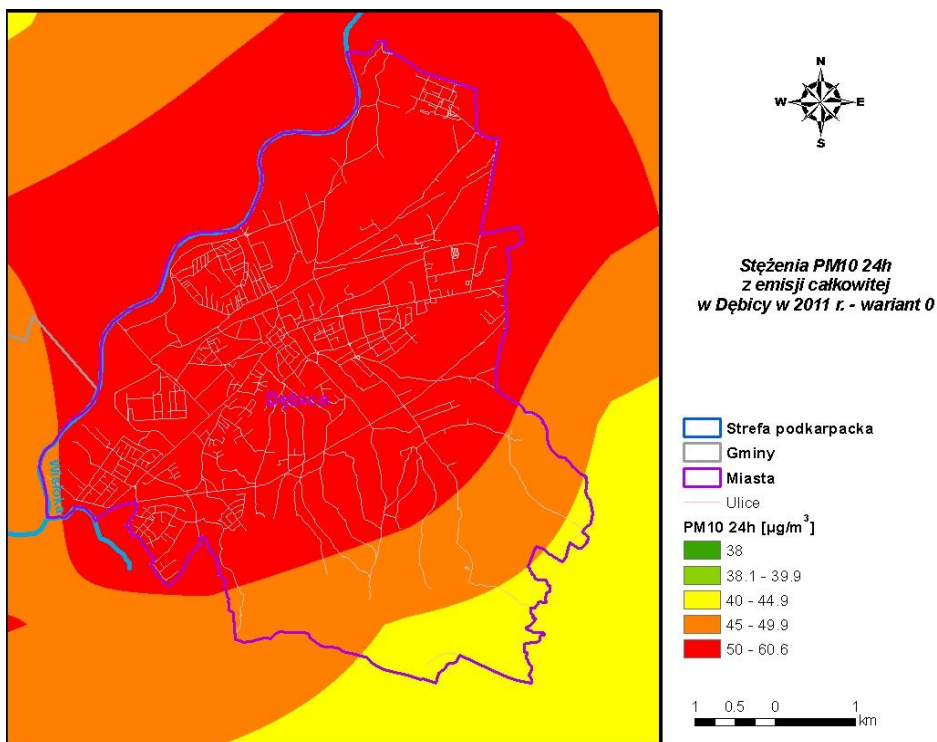 N
W E
S
Stężenia PM10 24h
z emisji całkowitej
w Dębicy w 2011 r. - wariant 0
Dębica
Wisłoka
Strefa podkarpacka
Gminy
Miasta
Ulice
PM10 24h [µg/m³]
38
38.1 - 39.9
40 - 44.9
45 - 49.9
50 - 60.6
1 0.5 0 1
km